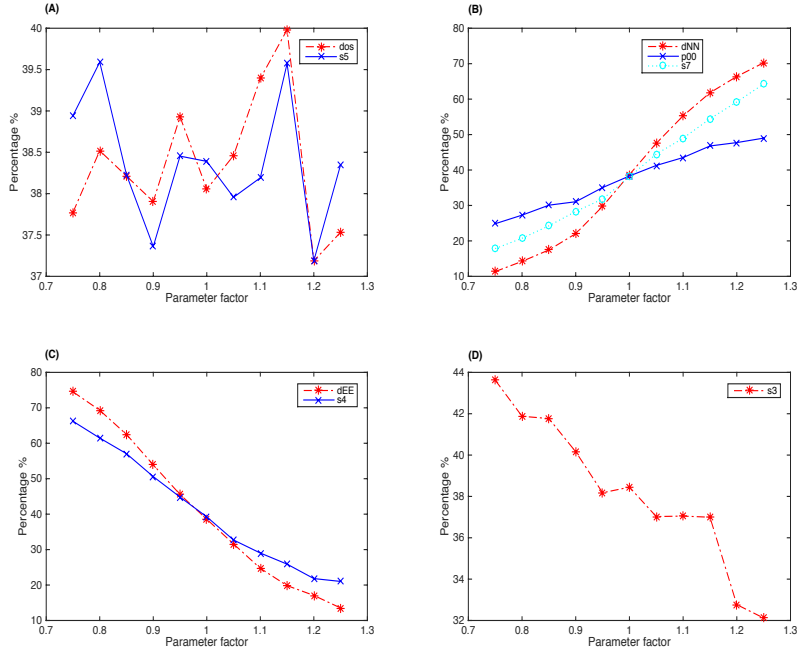 (A)
40
39.5
39
38.5
38
37.5
37
Percentage %
0.7 0.8 0.9 1 1.1 1.2 1.3
Parameter factor
dos
s5
(B)
80
70
60
50
40
30
20
10
Percentage %
0.7 0.8 0.9 1 1.1 1.2 1.3
Parameter factor
dNN
p00
s7
(C)
80
70
60
50
40
30
20
10
Percentage %
0.7 0.8 0.9 1 1.1 1.2 1.3
Parameter factor
dEE
s4
(D)
44
42
40
38
36
34
32
Percentage %
0.7 0.8 0.9 1 1.1 1.2 1.3
Parameter factor
s3